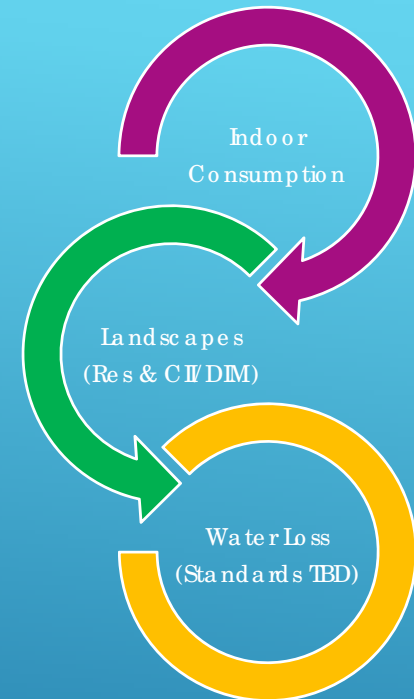 Indoor
Consumption
Landscapes
(Res & CII/DIM)
Water Loss
(Standards TBD)